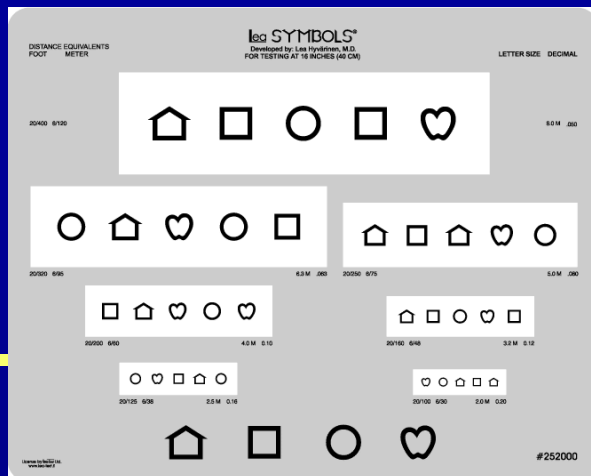 Lea SYMBOLS®
Developed by: Lea Hyvärinen, M.D.
FOR TESTING AT 16 INCHES (40 CM)
DISTANCE EQUIVALENTS
FOOT METER
LETTER SIZE DECIMAL
20/400 6/120
8.0 M .050
20/320 6/95
6.3 M .063
20/250 6/75
5.0 M .080
20/200 6/60
4.0 M 0.10
20/160 6/48
3.2 M 0.12
20/125 6/38
2.5 M 0.16
20/100 6/30
2.0 M 0.20
#252000